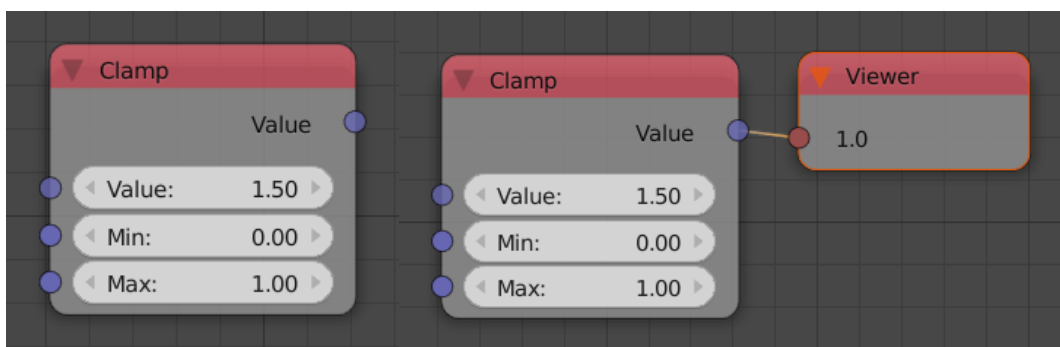 Clamp
Value
Value: 1.50
Min: 0.00
Max: 1.00
Clamp
Value
Value: 1.50
Min: 0.00
Max: 1.00
Viewer
1.0